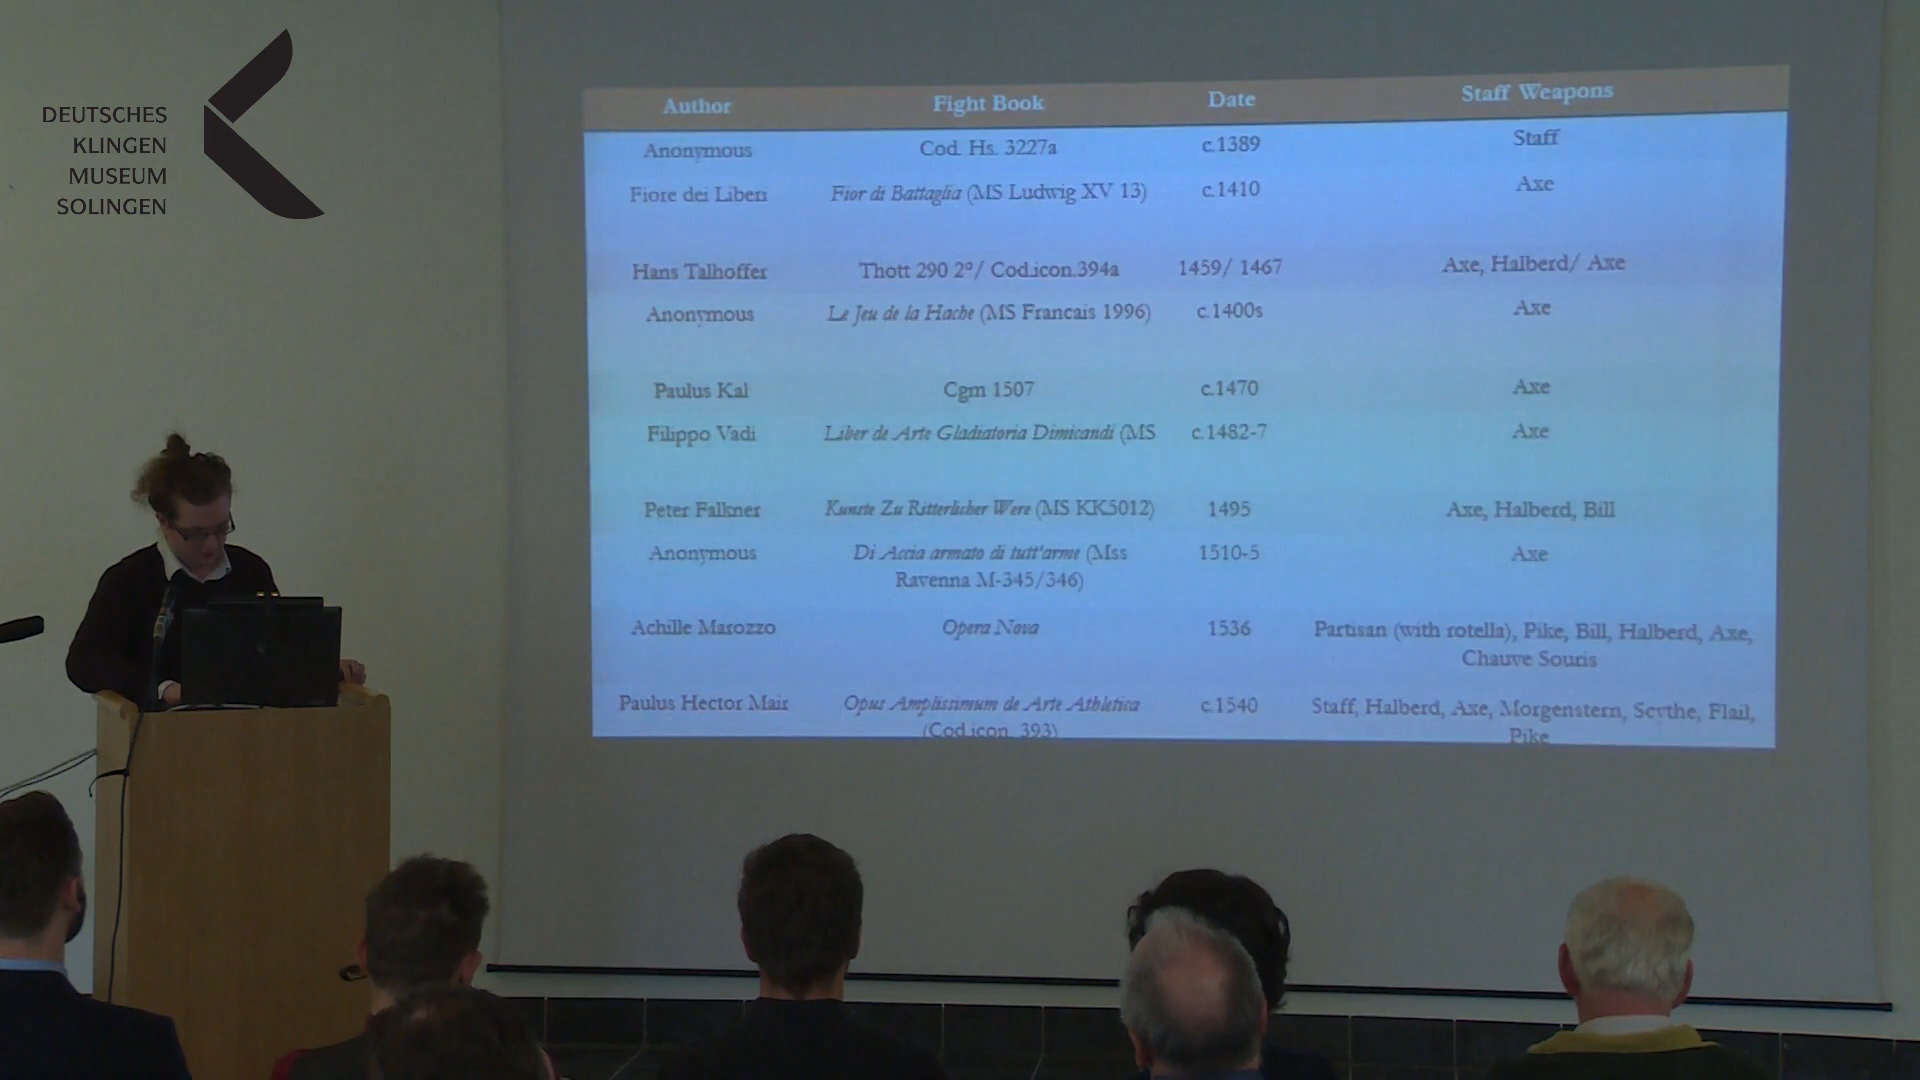 DEUTSCHES
KLINGEN
MUSEUM
SOLINGEN
Author Fight Book Date Staff Weapons
Anonymous Cod. Hs. 3227a c.1389 Staff
Fiore dei Liberi Fior di Battaglia (MS Ludwig XV 13) c.1410 Axe
Hans Talhoffer Thott 290 2º/ Cod.icon.394a 1459/ 1467 Axe, Halberd/ Axe
Anonymous Le Jeu de la Hache (MS Francais 1996) c.1400s Axe
Paulus Kal Cgm 1507 c.1470 Axe
Filippo Vadi Liber de Arte Gladiatoria Dimicandi (MS c.1482-7 Axe
Peter Falkner Kunste Zu Ritterlicher Were (MS KK5012) 1495 Axe, Halberd, Bill
Anonymous Di Accia armato di tutt'arme (Mss 1510-5 Axe
Ravenna M-345/346)
Achille Marozzo Opera Nova 1536 Partisan (with rotella), Pike, Bill, Halberd, Axe,
Chauve Souris
Paulus Hector Mair Opus Amplissimum de Arte Athletica c.1540 Staff, Halberd, Axe, Morgenstern, Scythe, Flail,
(Cod.icon. 393) Pike